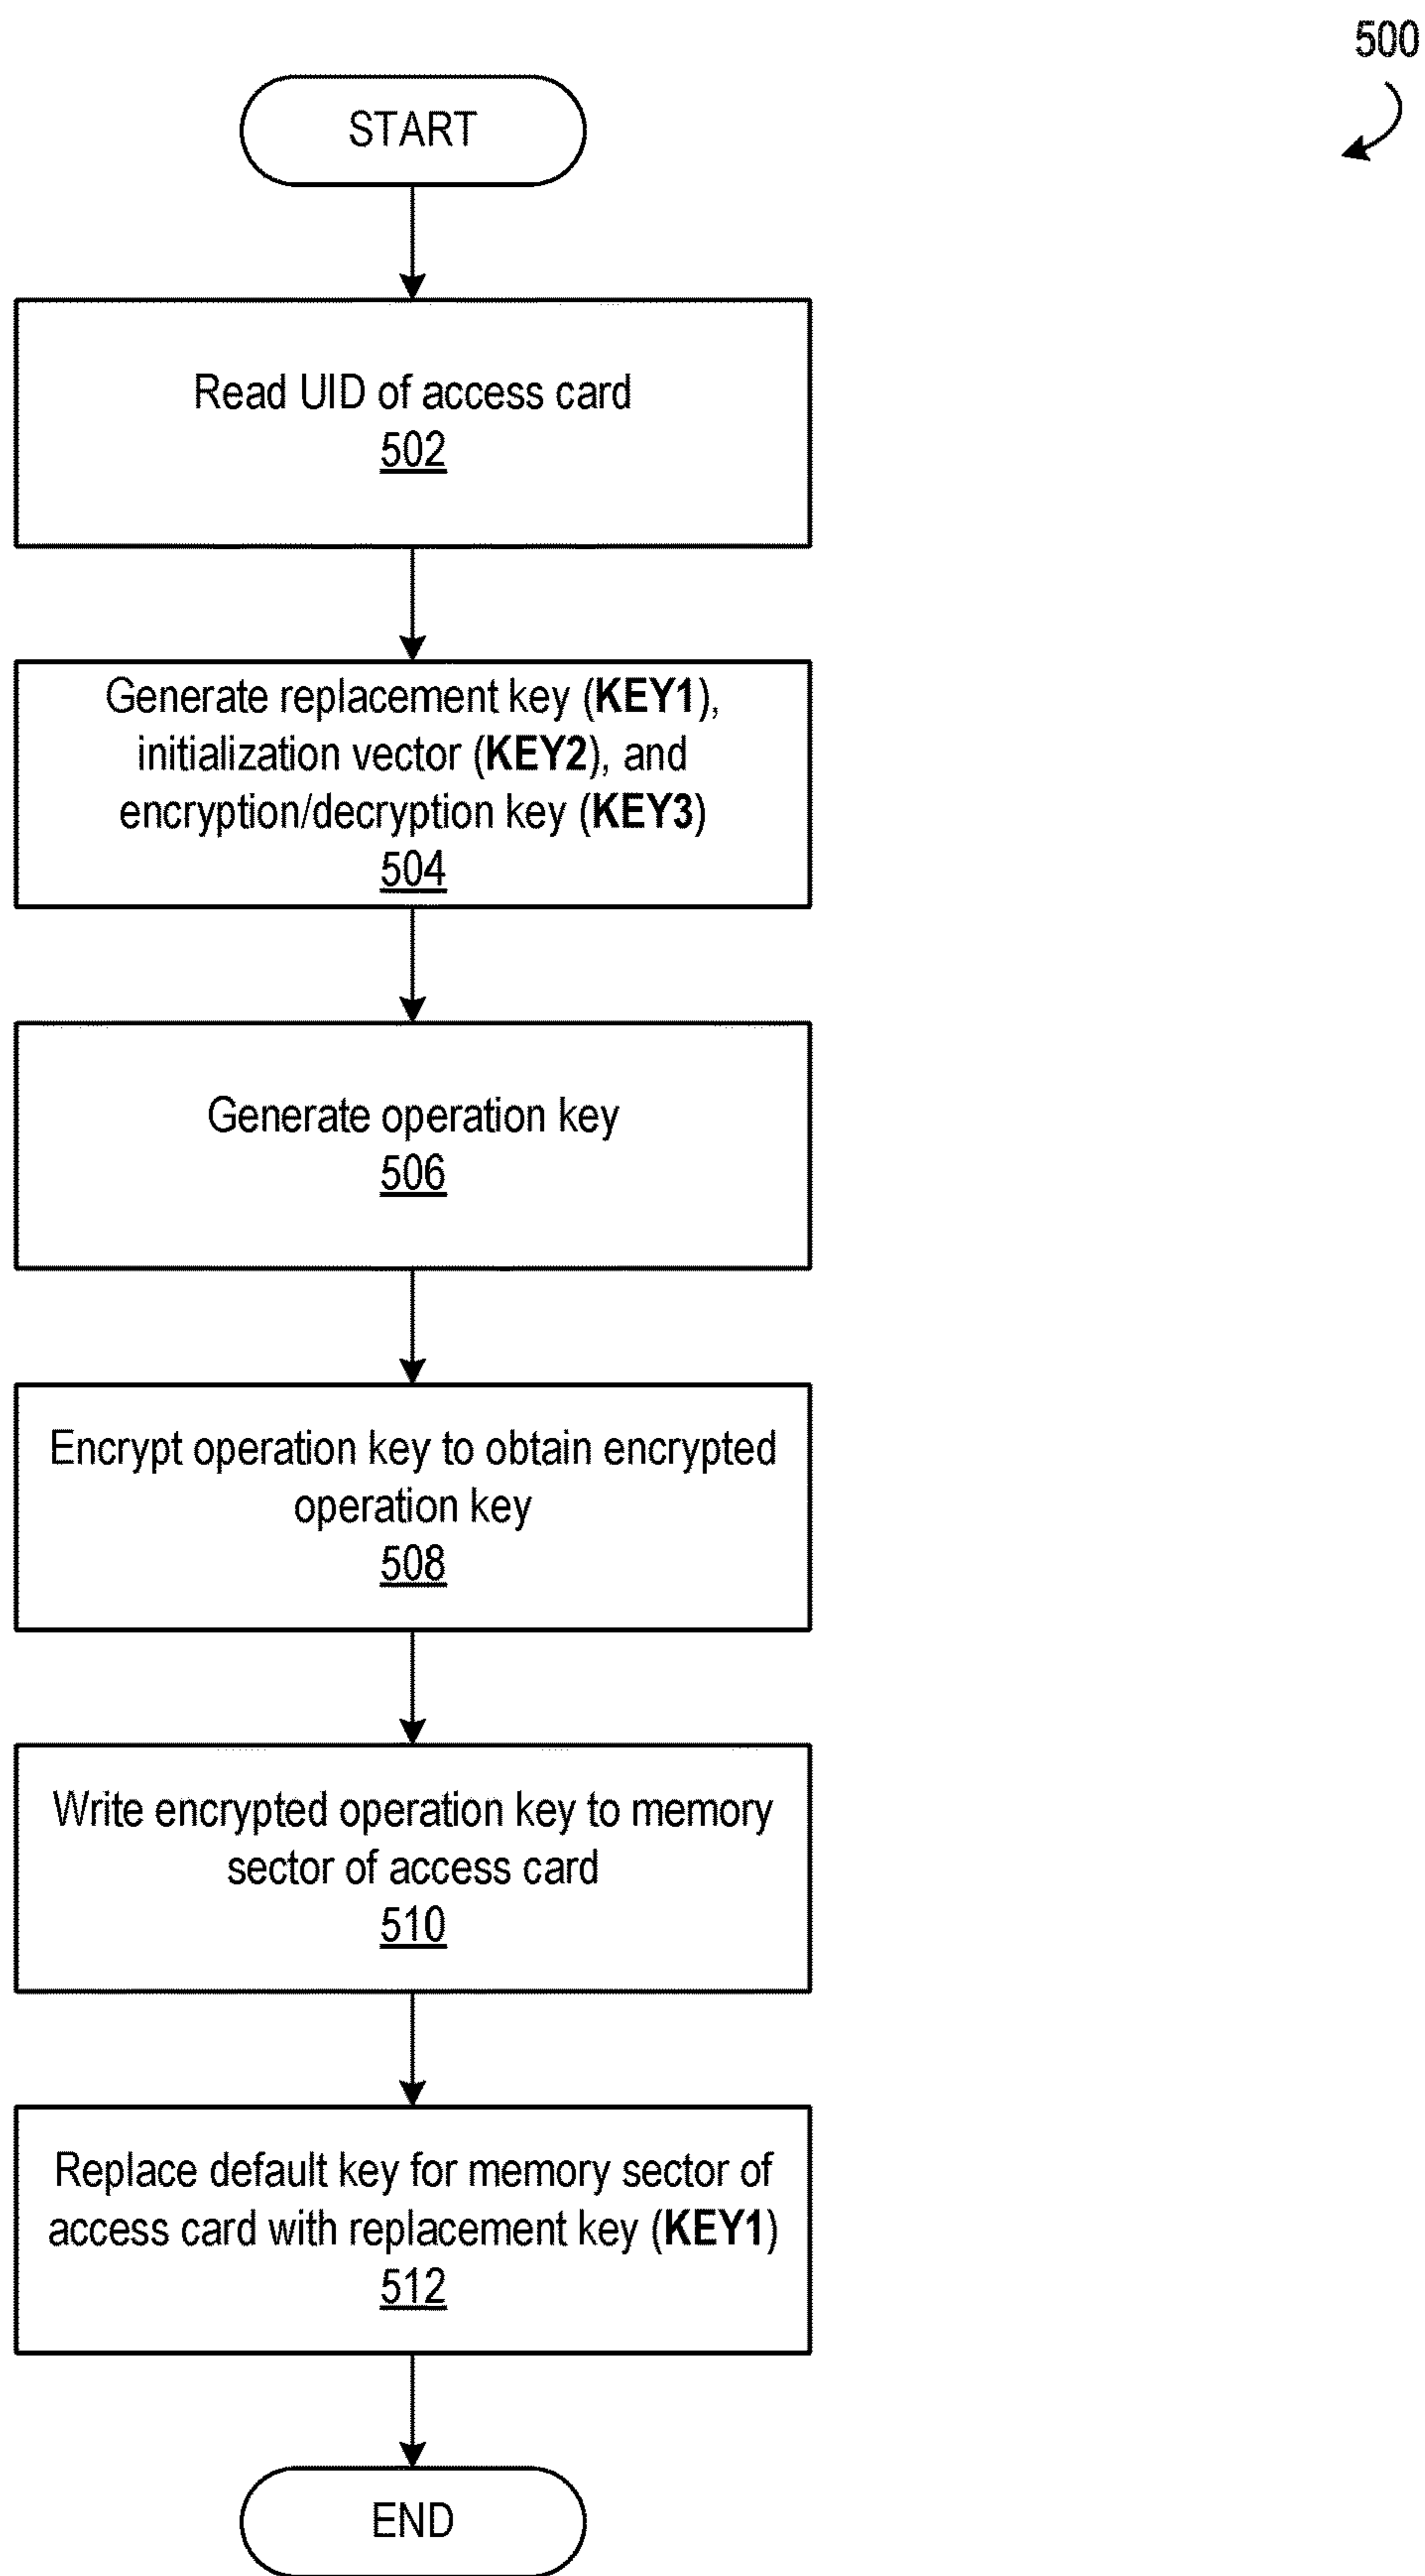 500
START
Read UID of access card
502
Generate replacement key (KEY1),
initialization vector (KEY2), and
encryption/decryption key (KEY3)
504
Generate operation key
506
Encrypt operation key to obtain encrypted
operation key
508
Write encrypted operation key to memory
sector of access card
510
Replace default key for memory sector of
access card with replacement key (KEY1)
512
END